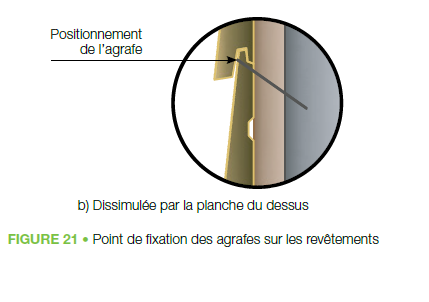 Positionnement
de l'agrafe
b) Dissimulée par la planche du dessus
FIGURE 21 • Point de fixation des agrafes sur les revêtements